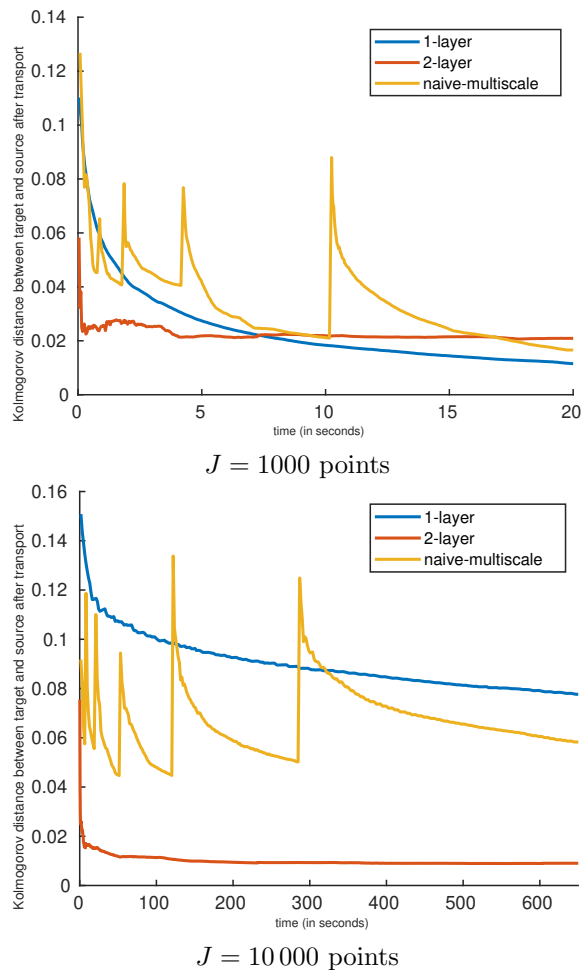 Kolmogorov distance between target and source after transport
0.14
0.12
0.1
0.08
0.06
0.04
0.02
0
1-layer
2-layer
naive-multiscale
0 5 10 15 20
time (in seconds)
J = 1000 points
Kolmogorov distance between target and source after transport
0.16
0.14
0.12
0.1
0.08
0.06
0.04
0.02
0
1-layer
2-layer
naive-multiscale
0 100 200 300 400 500 600
time (in seconds)
J = 10 000 points